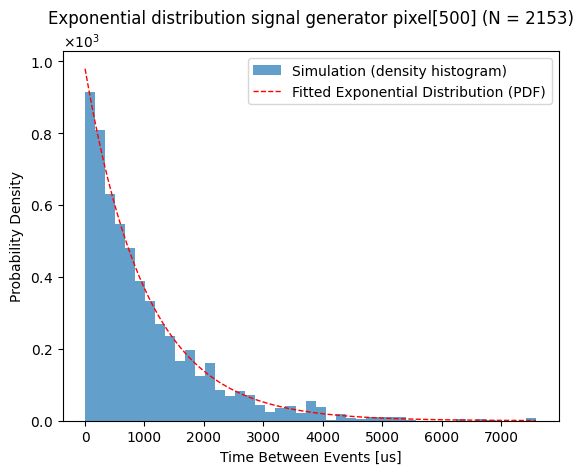 Exponential distribution signal generator pixel[500] (N = 2153)
×10³
1.0
0.8
0.6
0.4
0.2
0.0
Probability Density
Simulation (density histogram)
Fitted Exponential Distribution (PDF)
0 1000 2000 3000 4000 5000 6000 7000
Time Between Events [us]